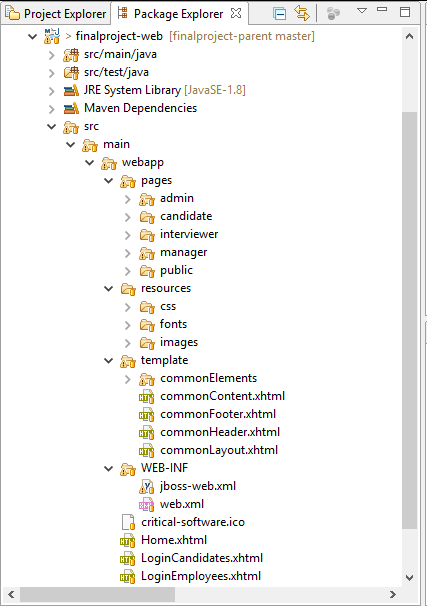 Project Explorer Package Explorer
> finalproject-web [finalproject-parent master]
src/main/java
src/test/java
JRE System Library [JavaSE-1.8]
Maven Dependencies
src
main
webapp
pages
admin
candidate
interviewer
manager
public
resources
css
fonts
images
template
commonElements
commonContent.xhtml
commonFooter.xhtml
commonHeader.xhtml
commonLayout.xhtml
WEB-INF
jboss-web.xml
web.xml
critical-software.ico
Home.xhtml
LoginCandidates.xhtml
LoginEmployees.xhtml